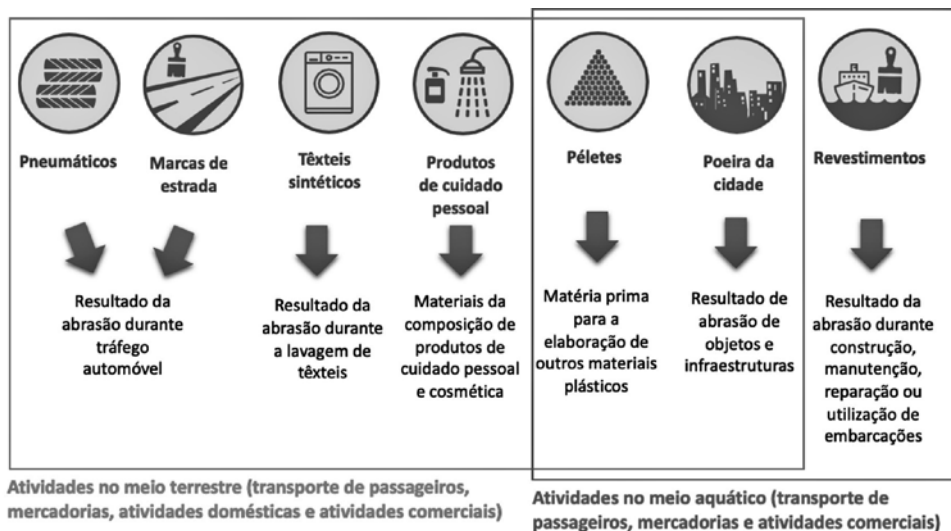 Pneumáticos
Marcas de
estrada
Têxteis
sintéticos
Produtos
de cuidado
pessoal
Péletes
Poeira da
cidade
Revestimentos
Resultado da
abrasão durante
tráfego
automóvel
Resultado da
abrasão durante
a lavagem de
têxteis
Materiais da
composição de
produtos de
cuidado pessoal
e cosmética
Matéria prima
para a
elaboração de
outros materiais
plásticos
Resultado de
abrasão de
objetos e
infraestruturas
Resultado da
abrasão durante
construção,
manutenção,
reparação ou
utilização de
embarcações
Atividades no meio terrestre (transporte de passageiros,
mercadorias, atividades domésticas e atividades comerciais)
Atividades no meio aquático (transporte de
passageiros, mercadorias e atividades comerciais)